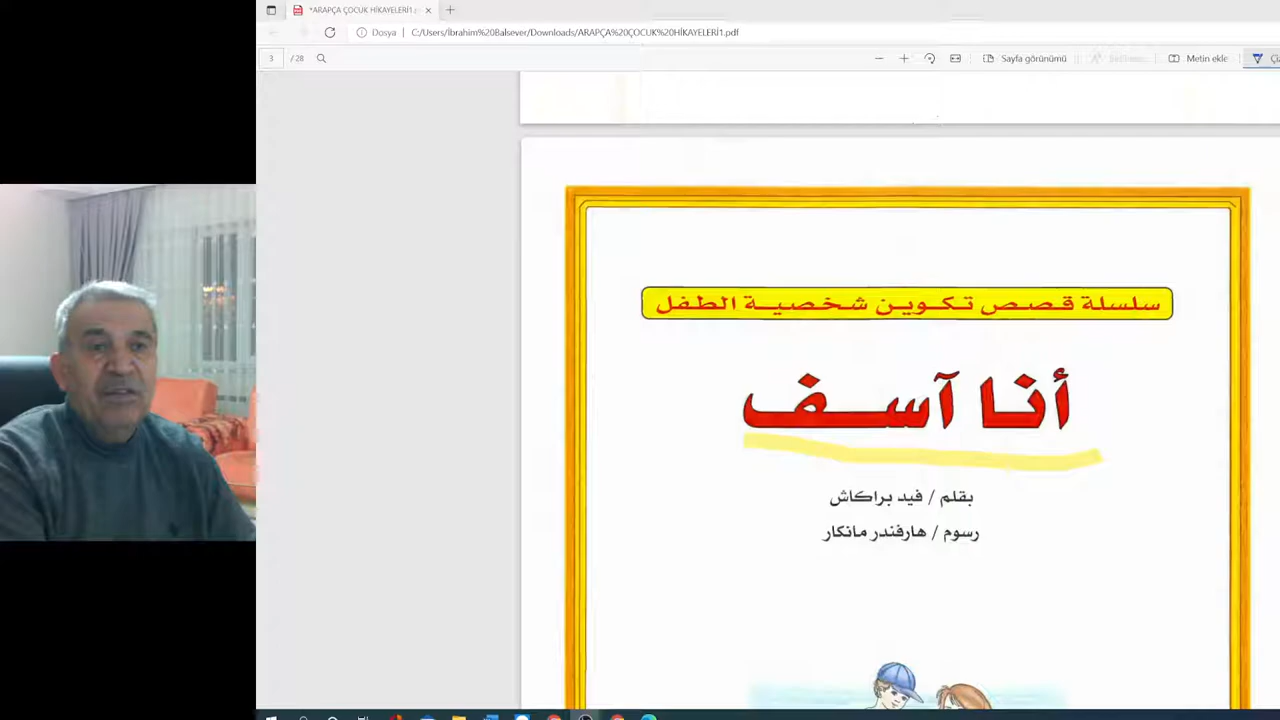 *ARAPÇA ÇOCUK HİKAYELERİ1.p
Dosya
C:/Users/İbrahim%20Balsever/Downloads/ARAPÇA%20ÇOCUK%20HİKAYELERİ1.pdf
3 / 28
Sayfa görünümü
Metin ekle
سلسلة قصص تكوين شخصية الطفل
أنا آسف
بقلم / فيد براكاش
رسوم / هارفندر مانكار